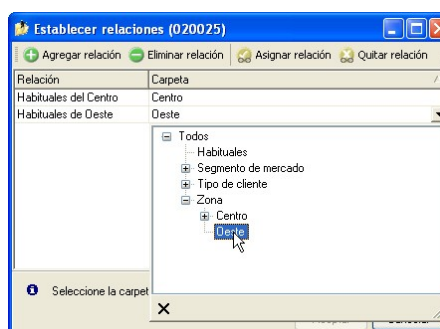 Establecer relaciones (020025)
Agregar relación Eliminar relación Asignar relación Quitar relación
Relación Carpeta
Habituales del Centro Centro
Habituales de Oeste Oeste
Todos
Habituales
Segmento de mercado
Tipo de cliente
Zona
Centro
Oeste
Seleccione la carpet